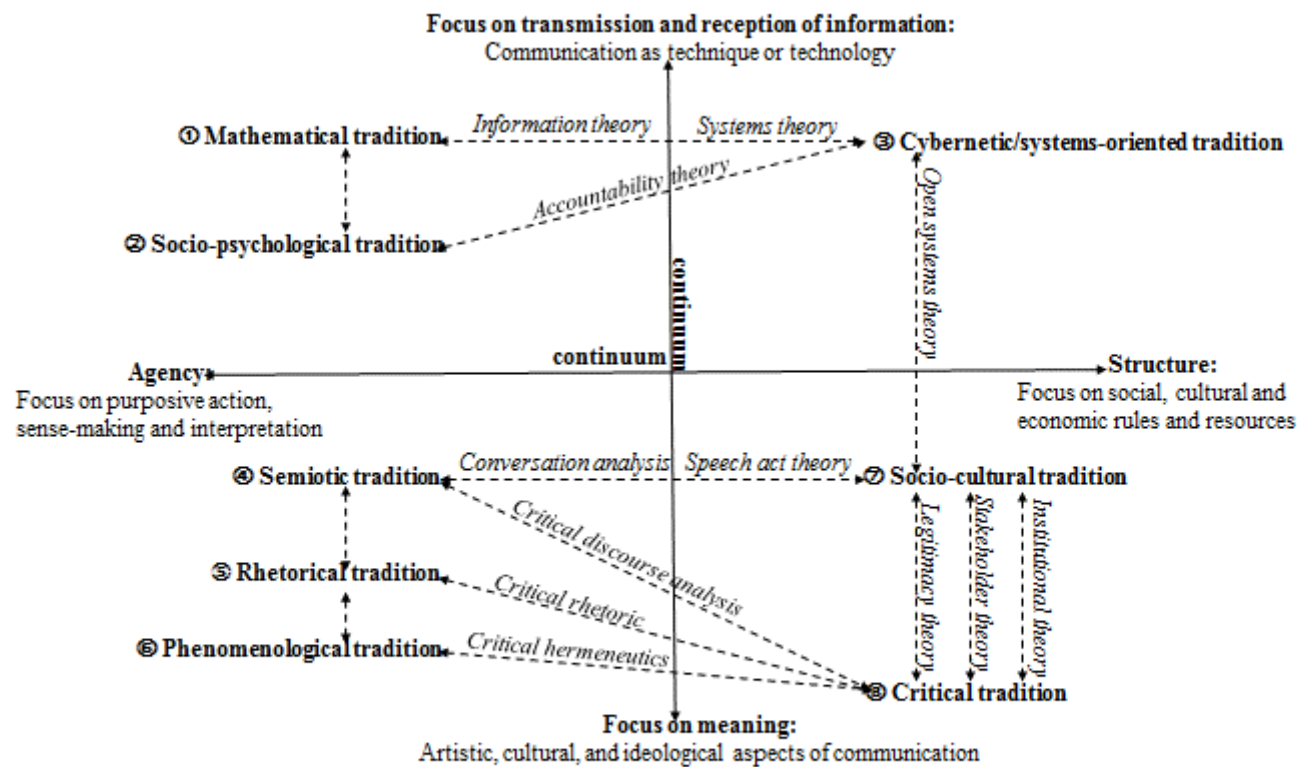 Focus on transmission and reception of information:
Communication as technique or technology
① Mathematical tradition
Information theory
Systems theory
③ Cybernetic/systems-oriented tradition
Accountability theory
② Socio-psychological tradition
Open systems theory
continuum
continuum
Agency:
Focus on purposive action,
sense-making and interpretation
Structure:
Focus on social, cultural and
economic rules and resources
④ Semiotic tradition
Conversation analysis
Speech act theory
⑦ Socio-cultural tradition
Critical discourse analysis
Legitimacy theory
Stakeholder theory
Institutional theory
⑤ Rhetorical tradition
Critical rhetoric
⑥ Phenomenological tradition
Critical hermeneutics
⑧ Critical tradition
Focus on meaning:
Artistic, cultural, and ideological aspects of communication